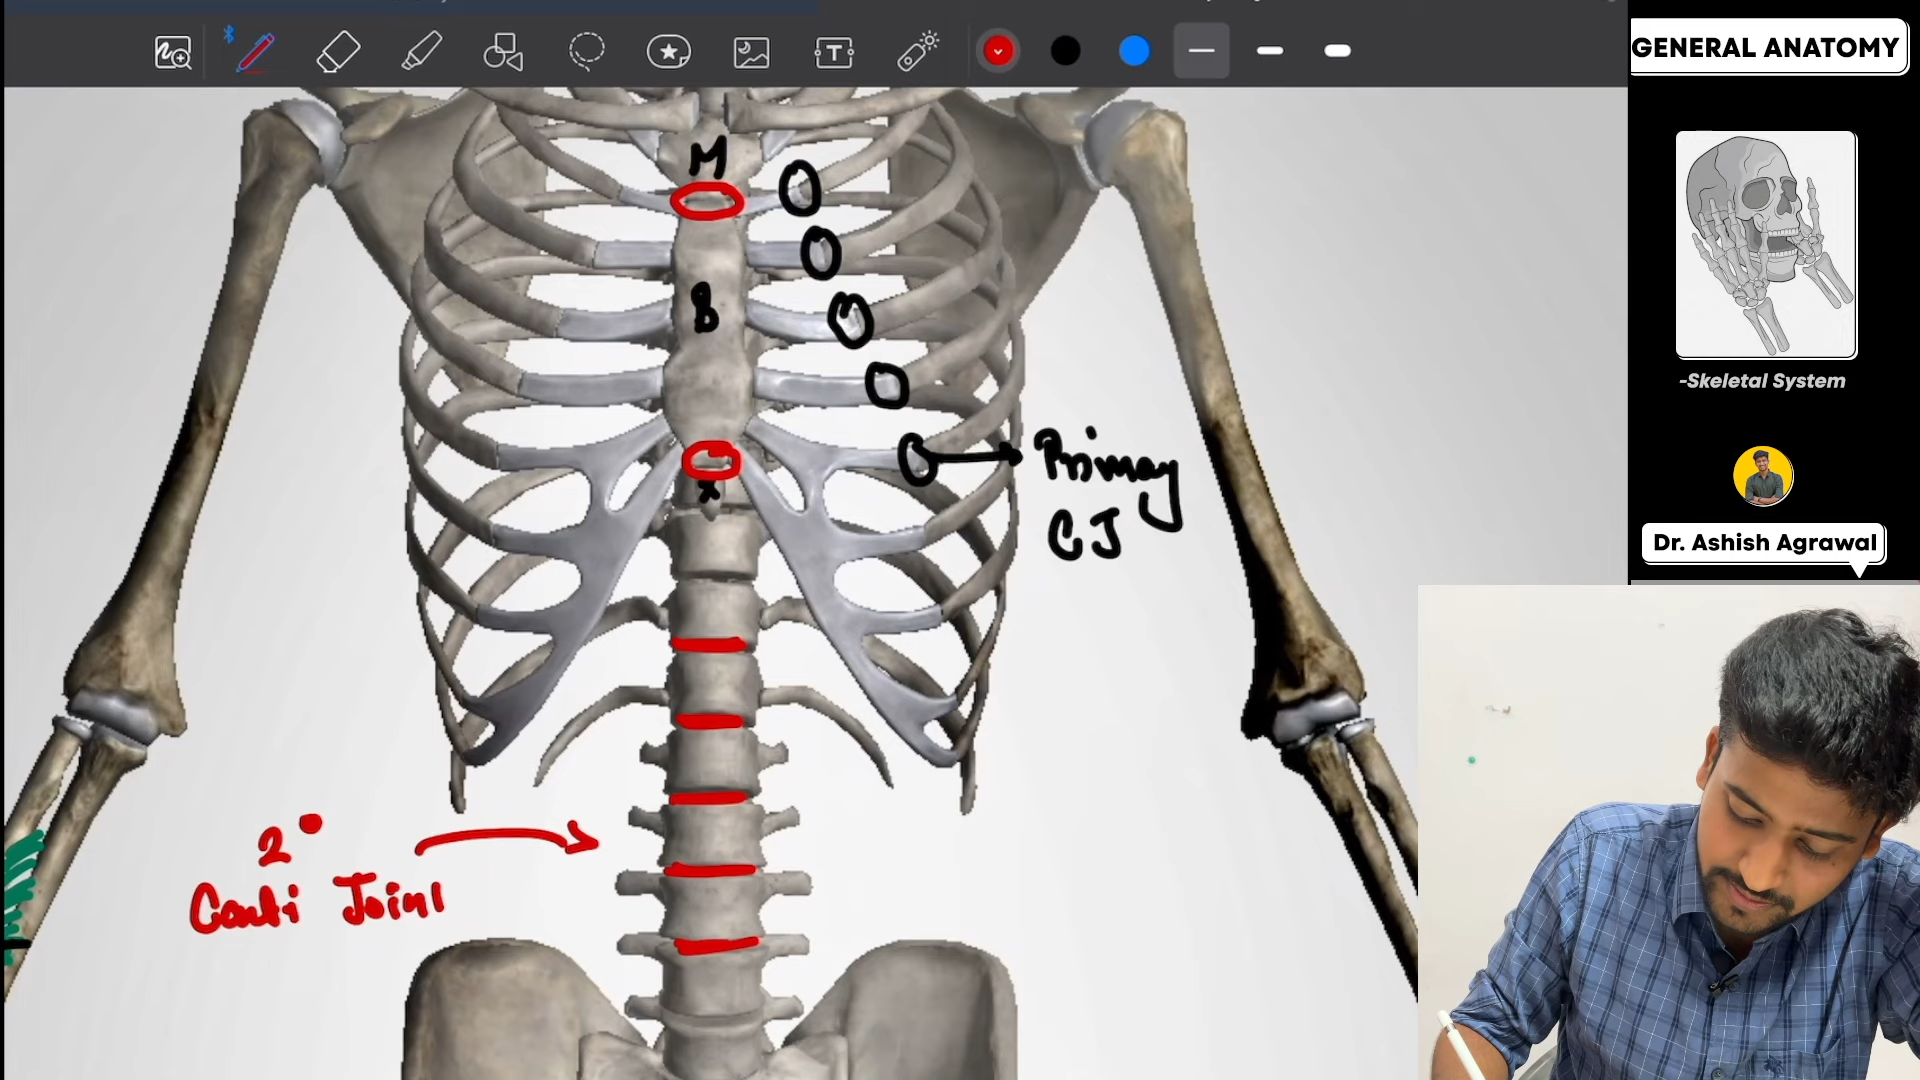 GENERAL ANATOMY
-Skeletal System
Dr. Ashish Agrawal
T
M
B
X
Primary
CJ
2°
Carti Joint